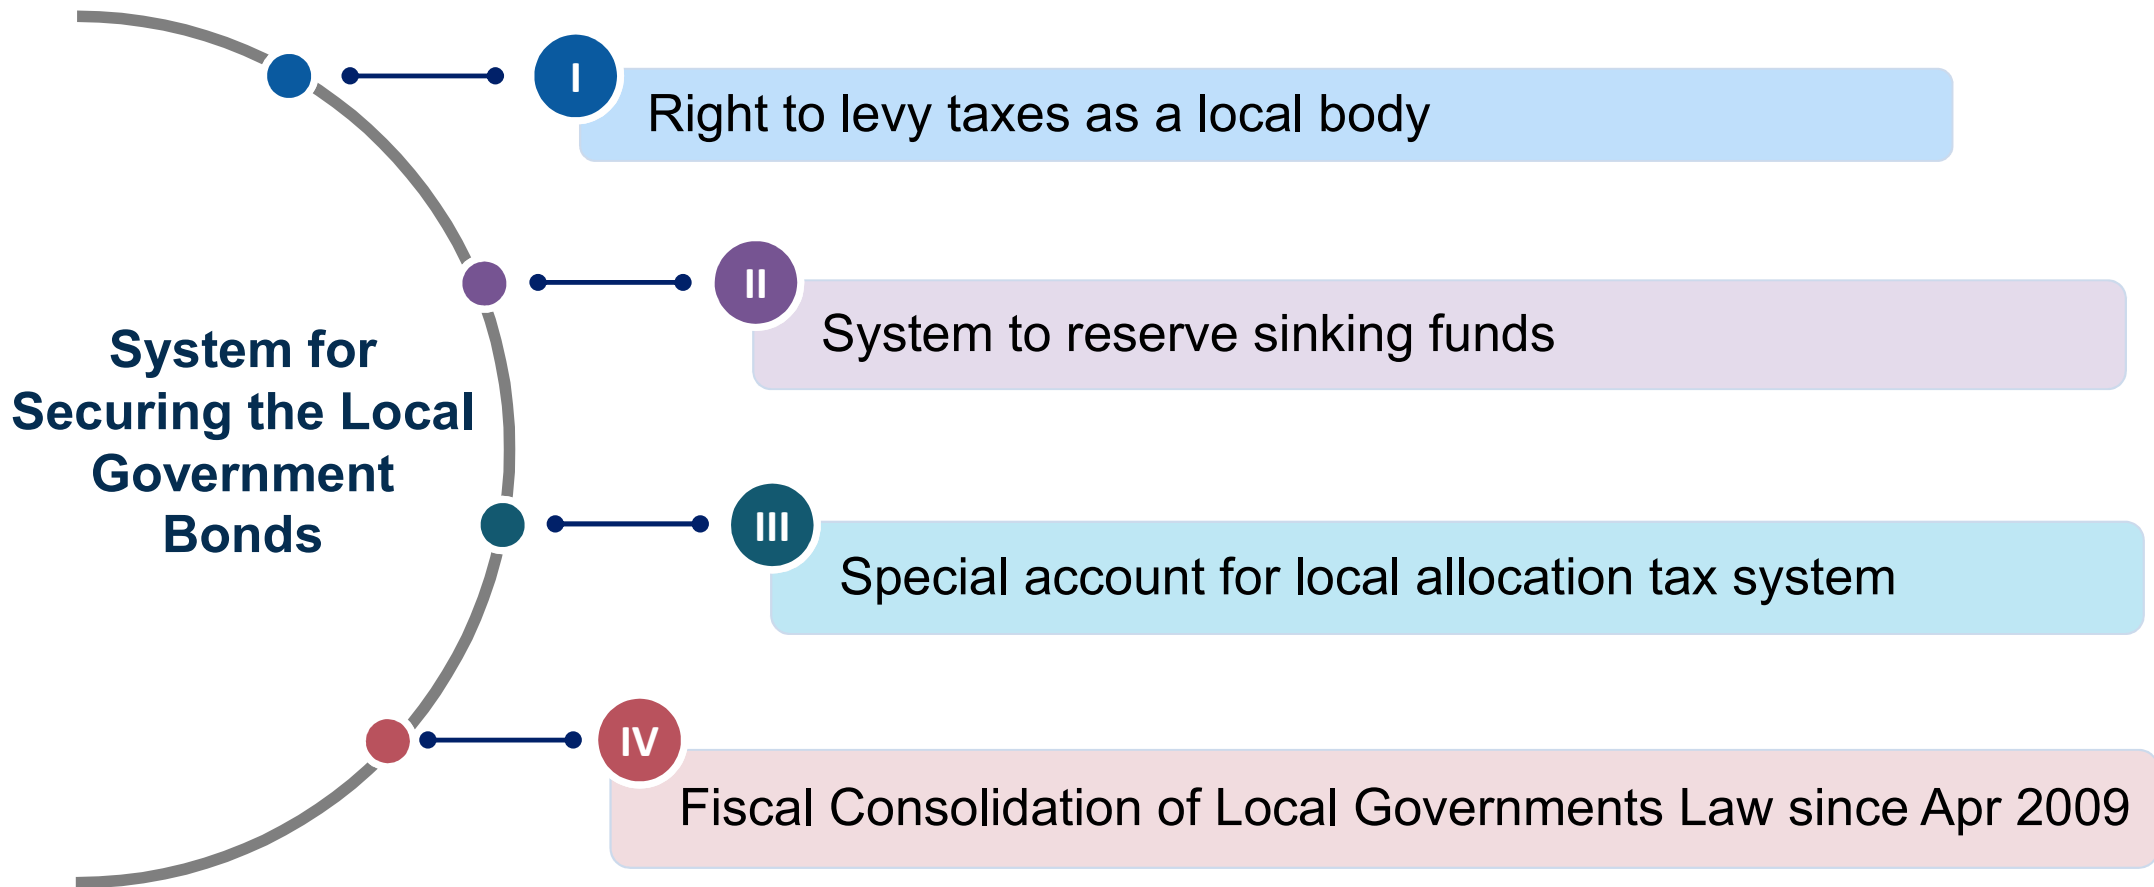 System for
Securing the Local
Government
Bonds
I
Right to levy taxes as a local body
II
System to reserve sinking funds
III
Special account for local allocation tax system
IV
Fiscal Consolidation of Local Governments Law since Apr 2009